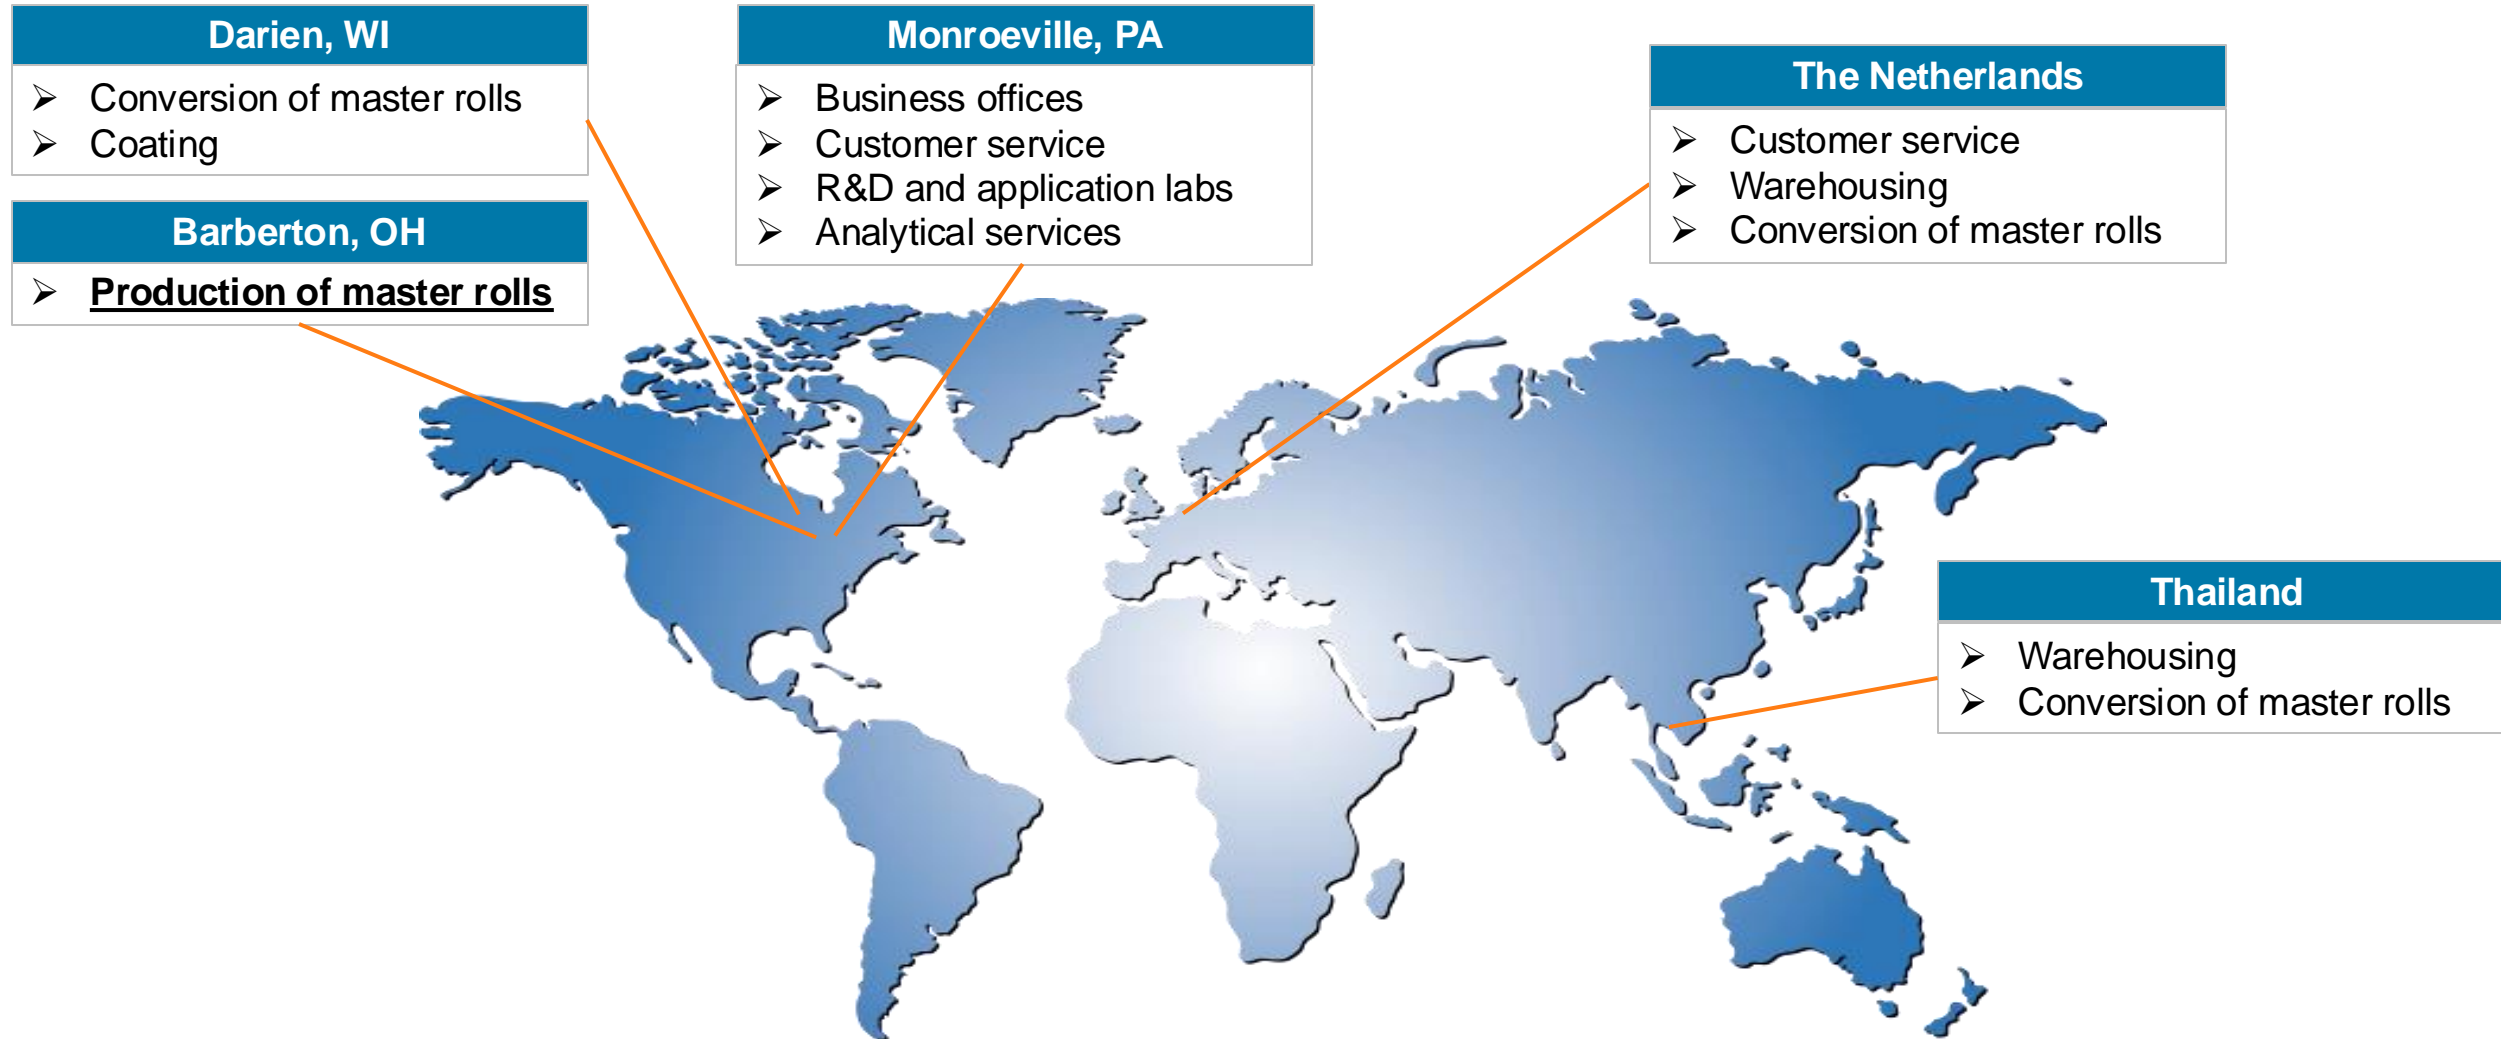 Darien, WI
➢ Conversion of master rolls
➢ Coating
Barberton, OH
➢ Production of master rolls
Monroeville, PA
➢ Business offices
➢ Customer service
➢ R&D and application labs
➢ Analytical services
The Netherlands
➢ Customer service
➢ Warehousing
➢ Conversion of master rolls
Thailand
➢ Warehousing
➢ Conversion of master rolls